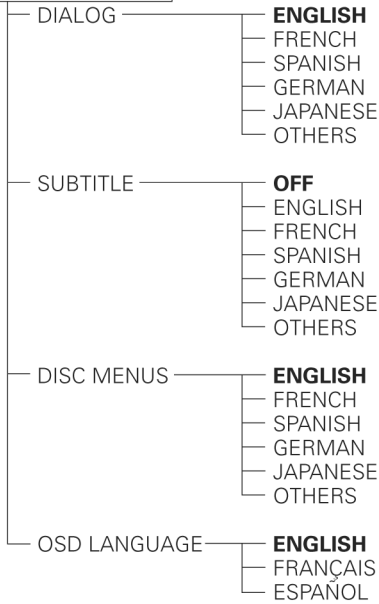 DIALOG ENGLISH
FRENCH
SPANISH
GERMAN
JAPANESE
OTHERS
SUBTITLE OFF
ENGLISH
FRENCH
SPANISH
GERMAN
JAPANESE
OTHERS
DISC MENUS ENGLISH
FRENCH
SPANISH
GERMAN
JAPANESE
OTHERS
OSD LANGUAGE ENGLISH
FRANÇAIS
ESPAÑOL